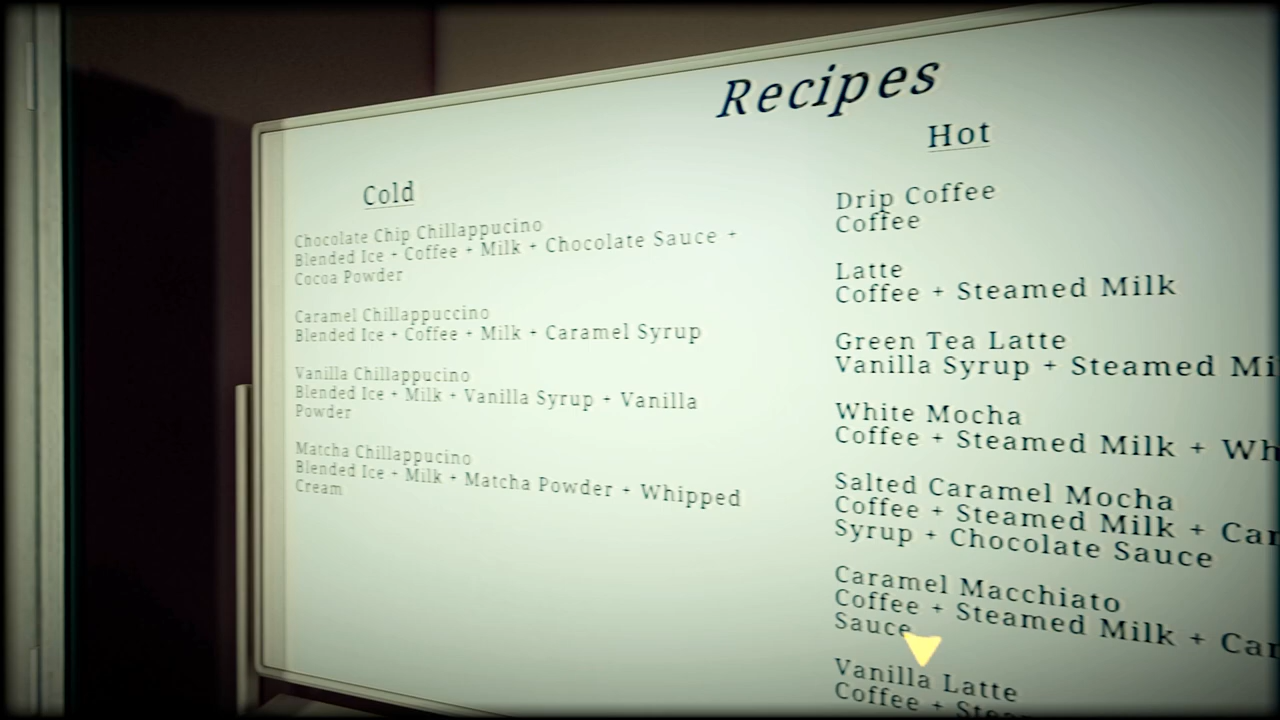 Recipes
Cold
Chocolate Chip Chillappucino
Blended Ice + Coffee + Milk + Chocolate Sauce +
Cocoa Powder
Caramel Chillappuccino
Blended Ice + Coffee + Milk + Caramel Syrup
Vanilla Chillappucino
Blended Ice + Milk + Vanilla Syrup + Vanilla
Powder
Matcha Chillappucino
Blended Ice + Milk + Matcha Powder + Whipped
Cream
Hot
Drip Coffee
Coffee
Latte
Coffee + Steamed Milk
Green Tea Latte
Vanilla Syrup + Steamed Mi
White Mocha
Coffee + Steamed Milk + Wh
Salted Caramel Mocha
Coffee + Steamed Milk + Car
Syrup + Chocolate Sauce
Caramel Macchiato
Coffee + Steamed Milk + Car
Sauce
Vanilla Latte
Coffee +